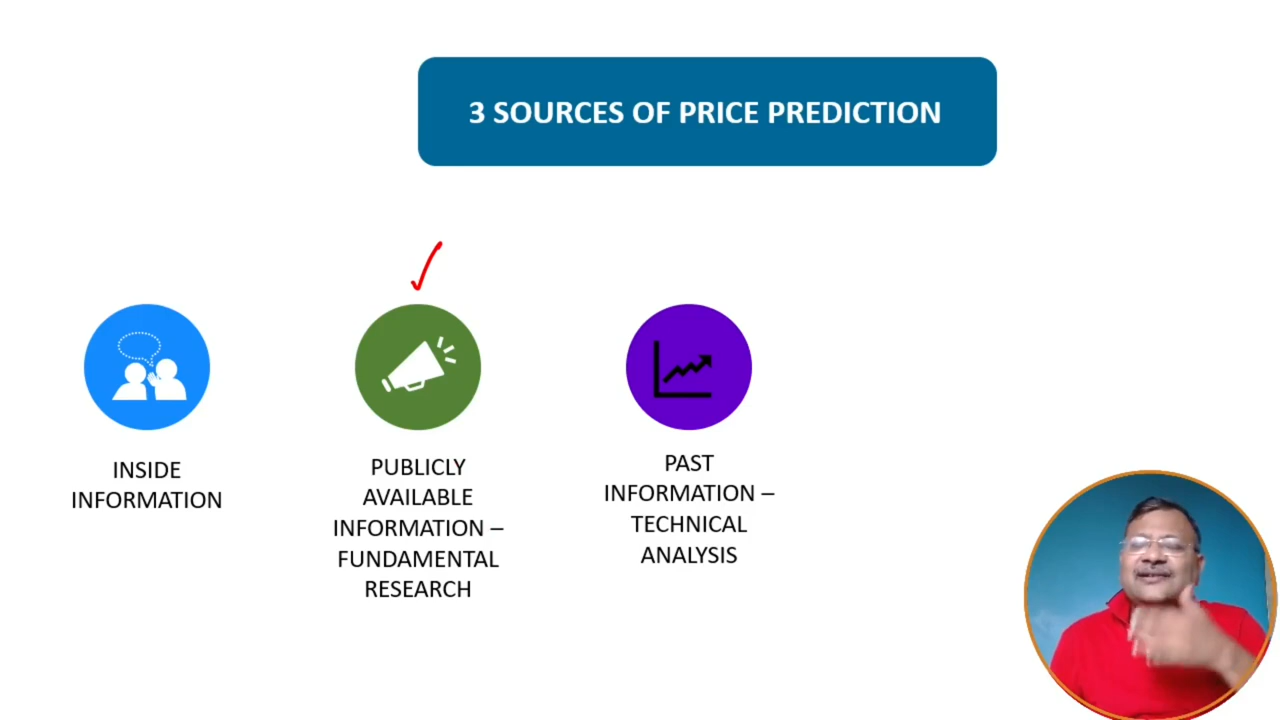 3 SOURCES OF PRICE PREDICTION
INSIDE
INFORMATION
PUBLICLY
AVAILABLE
INFORMATION –
FUNDAMENTAL
RESEARCH
PAST
INFORMATION –
TECHNICAL
ANALYSIS